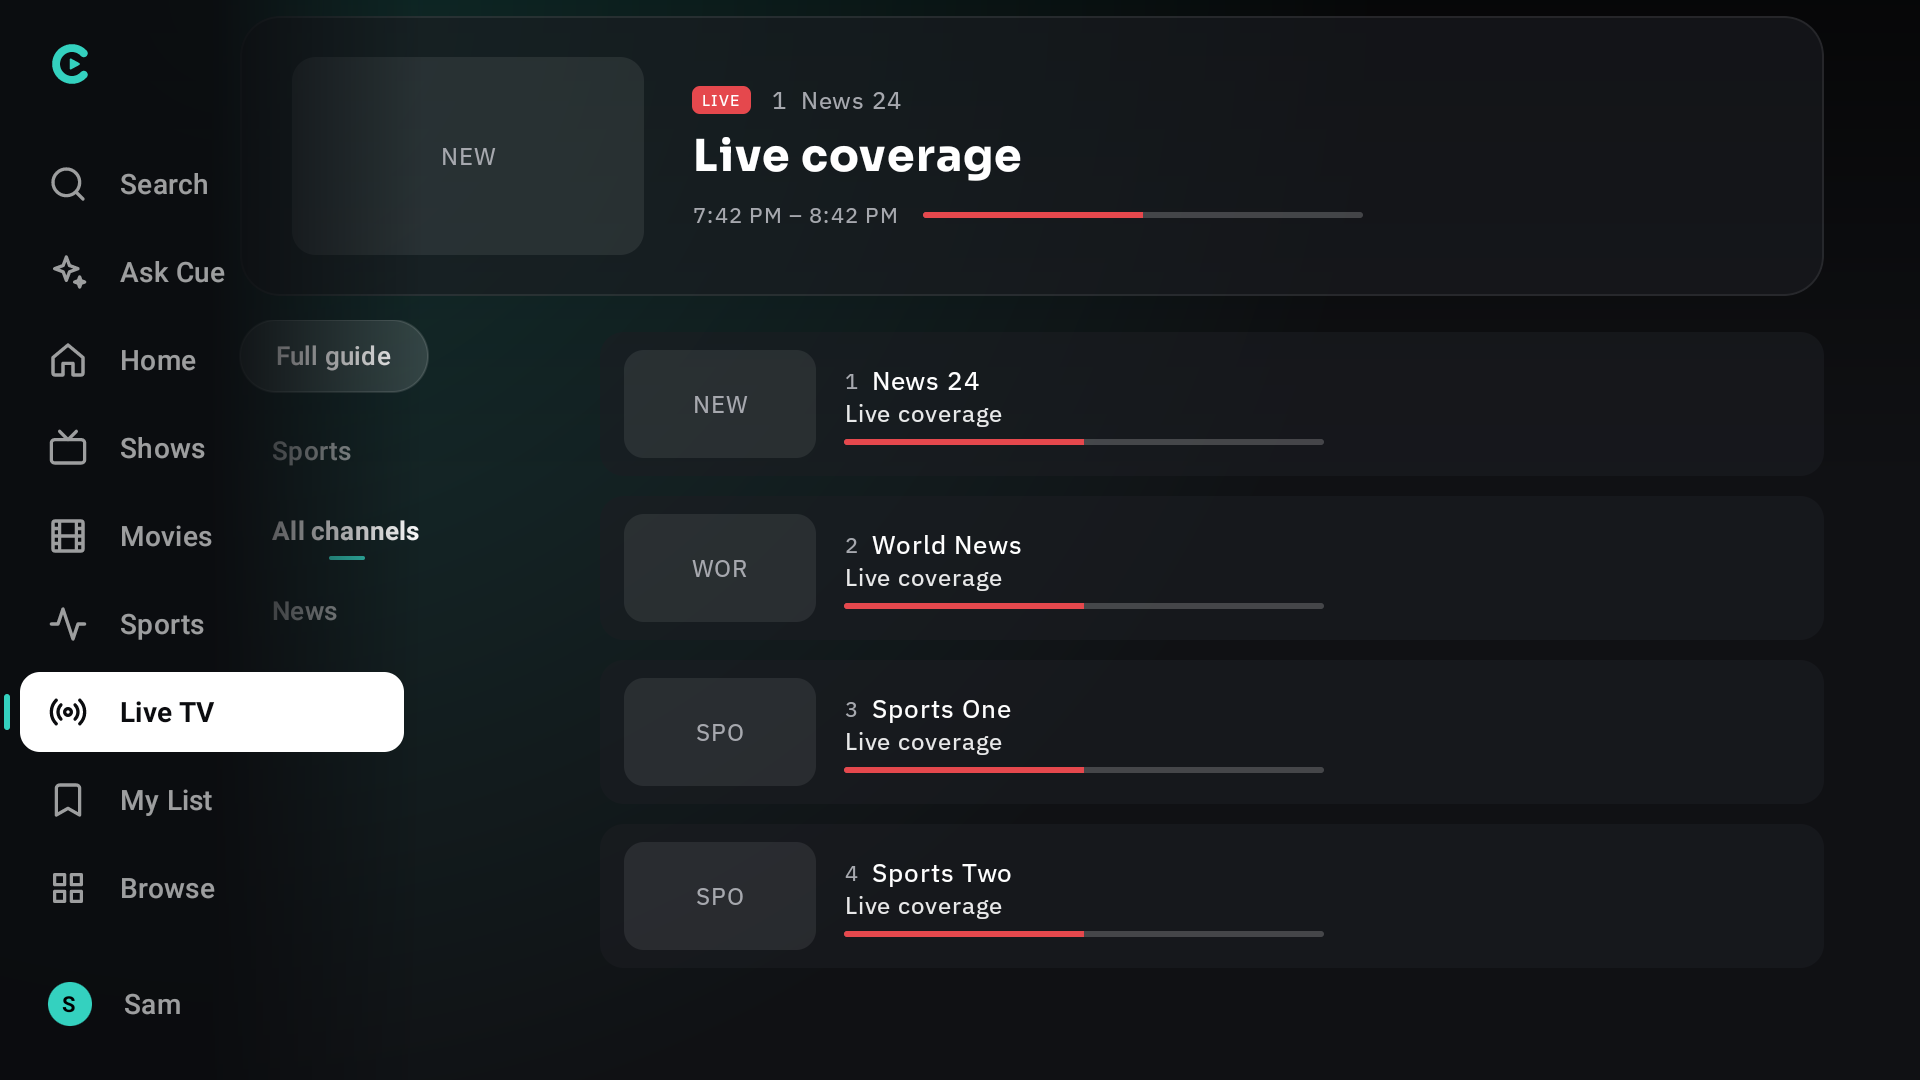 Search
Ask Cue
Home
Shows
Movies
Sports
Live TV
My List
Browse
S Sam
NEW
LIVE 1 News 24
Live coverage
7:42 PM – 8:42 PM
Full guide
Sports
All channels
News
NEW
1 News 24
Live coverage
WOR
2 World News
Live coverage
SPO
3 Sports One
Live coverage
SPO
4 Sports Two
Live coverage